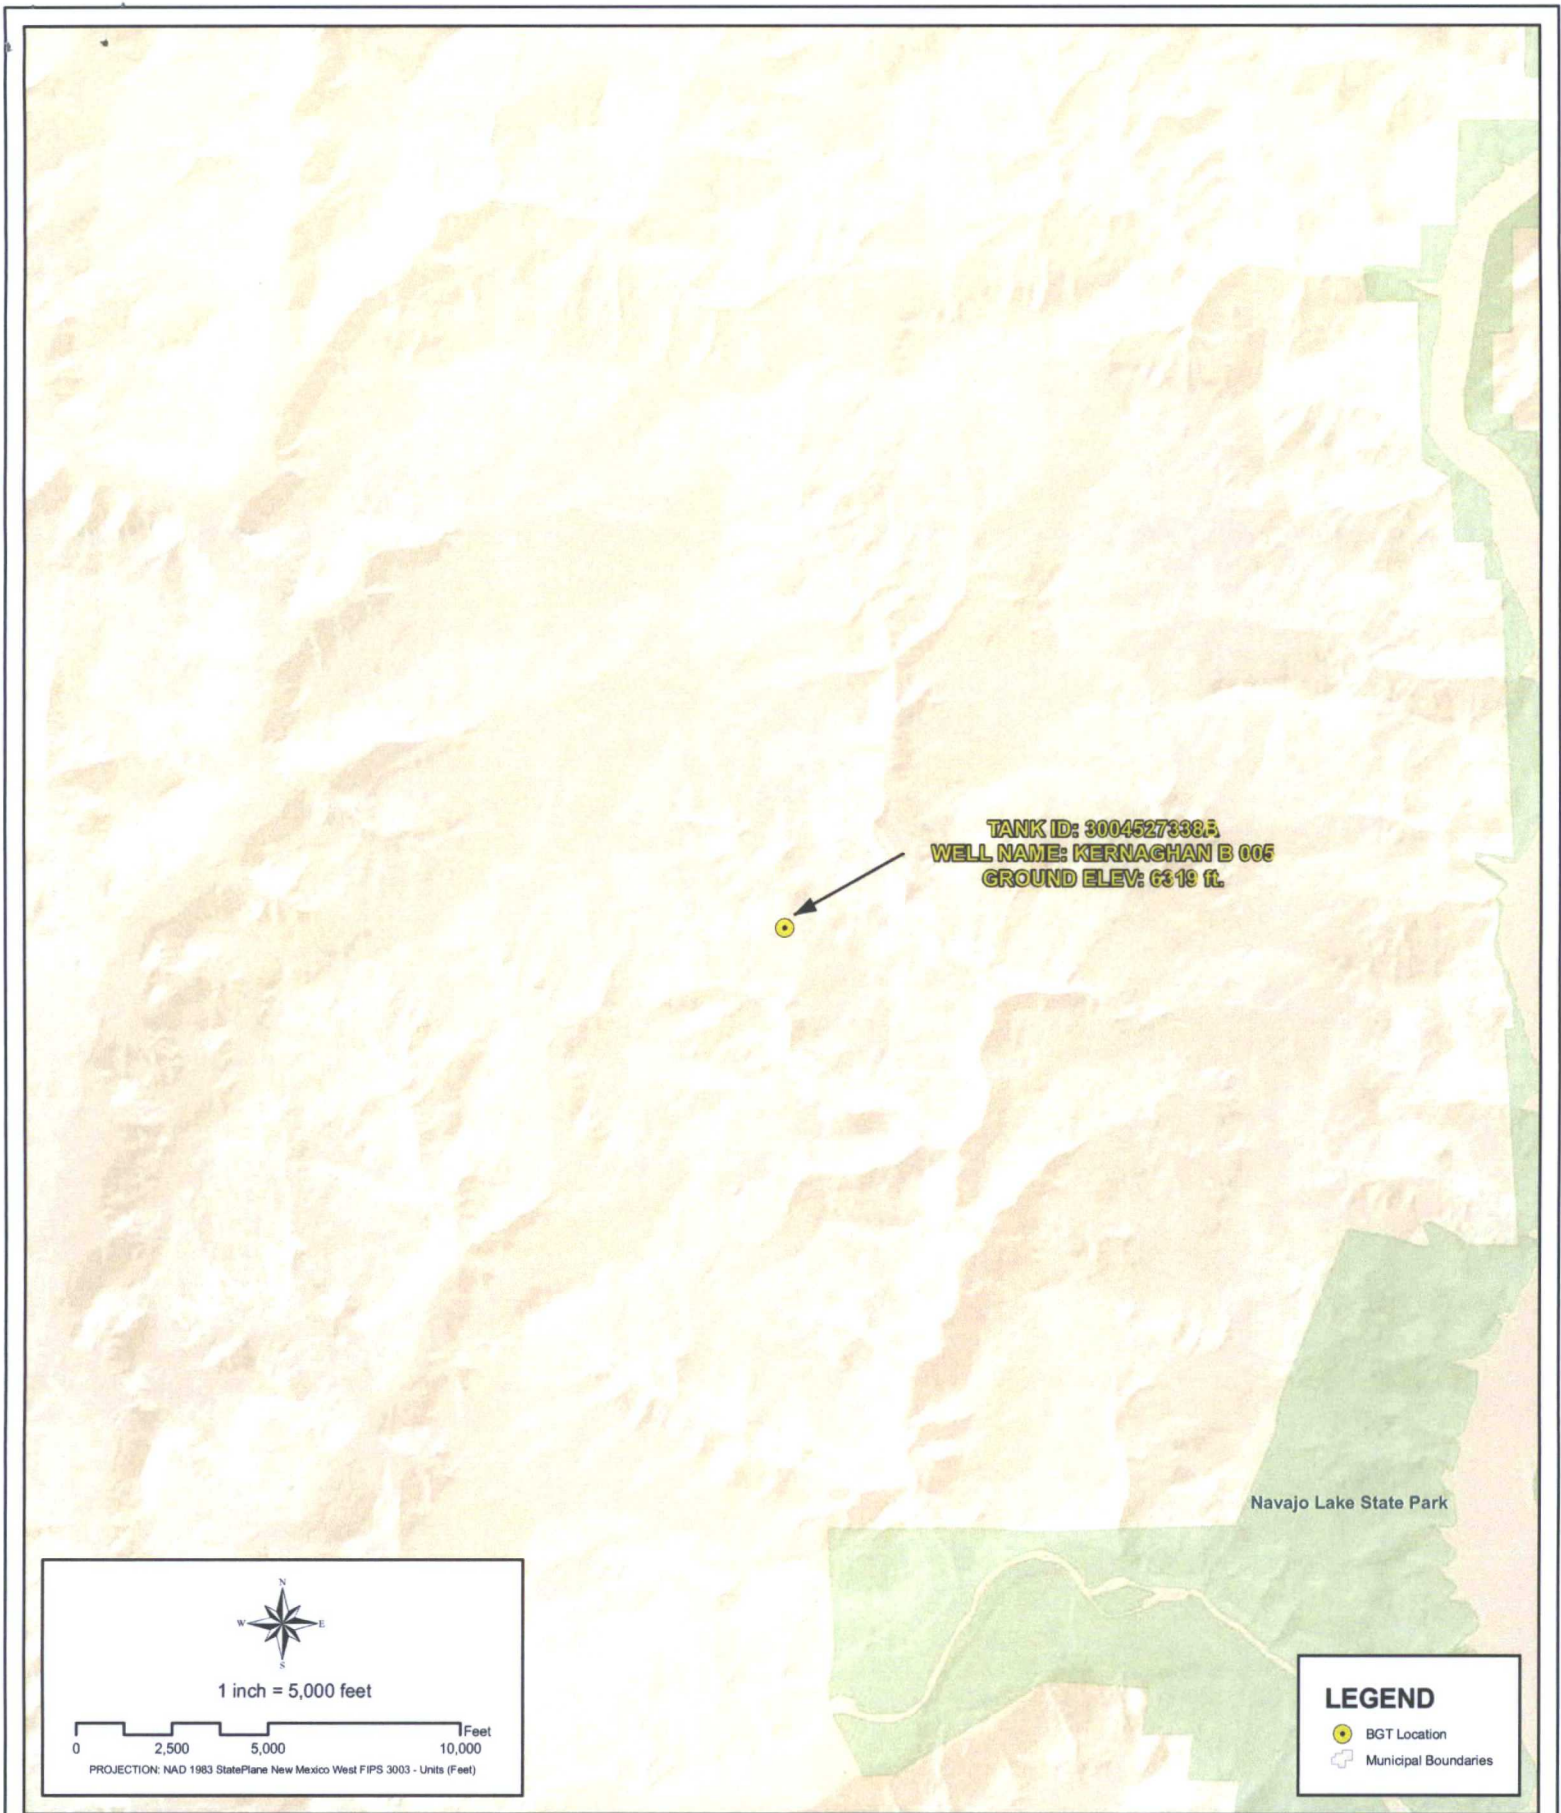 TANK ID: 3004527338A
WELL NAME: KERNAGHAN B 005
GROUND ELEV: 6319 ft.
Navajo Lake State Park
N
W
E
S
1 inch = 5,000 feet
Feet
0
2,500
5,000
10,000
PROJECTION: NAD 1983 StatePlane New Mexico West FIPS 3003 - Units (Feet)
LEGEND
BGT Location
Municipal Boundaries